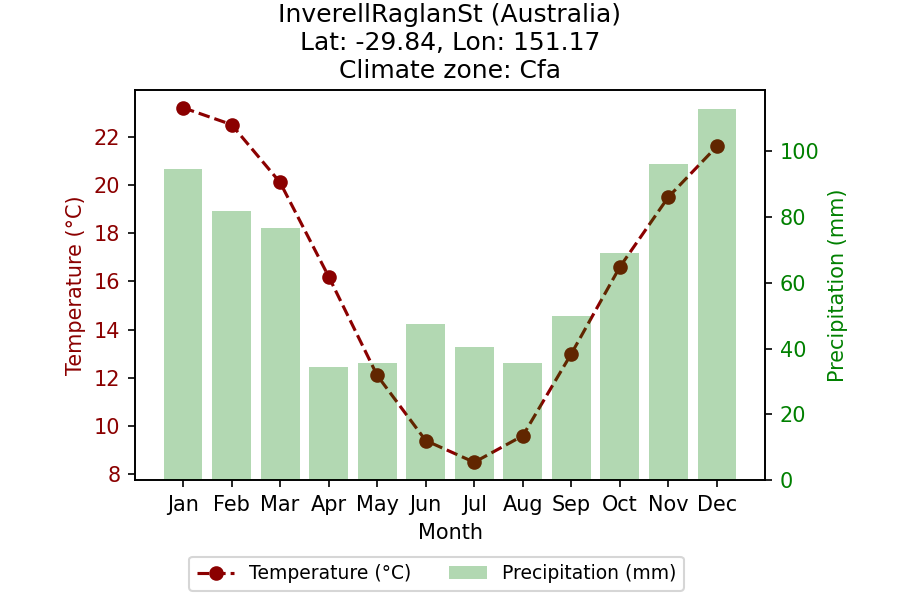 InverellRaglanSt (Australia)
Lat: -29.84, Lon: 151.17
Climate zone: Cfa
Temperature (°C)
22
20
18
16
14
12
10
8
Precipitation (mm)
100
80
60
40
20
0
Jan Feb Mar Apr May Jun Jul Aug Sep Oct Nov Dec
Month
Temperature (°C) Precipitation (mm)